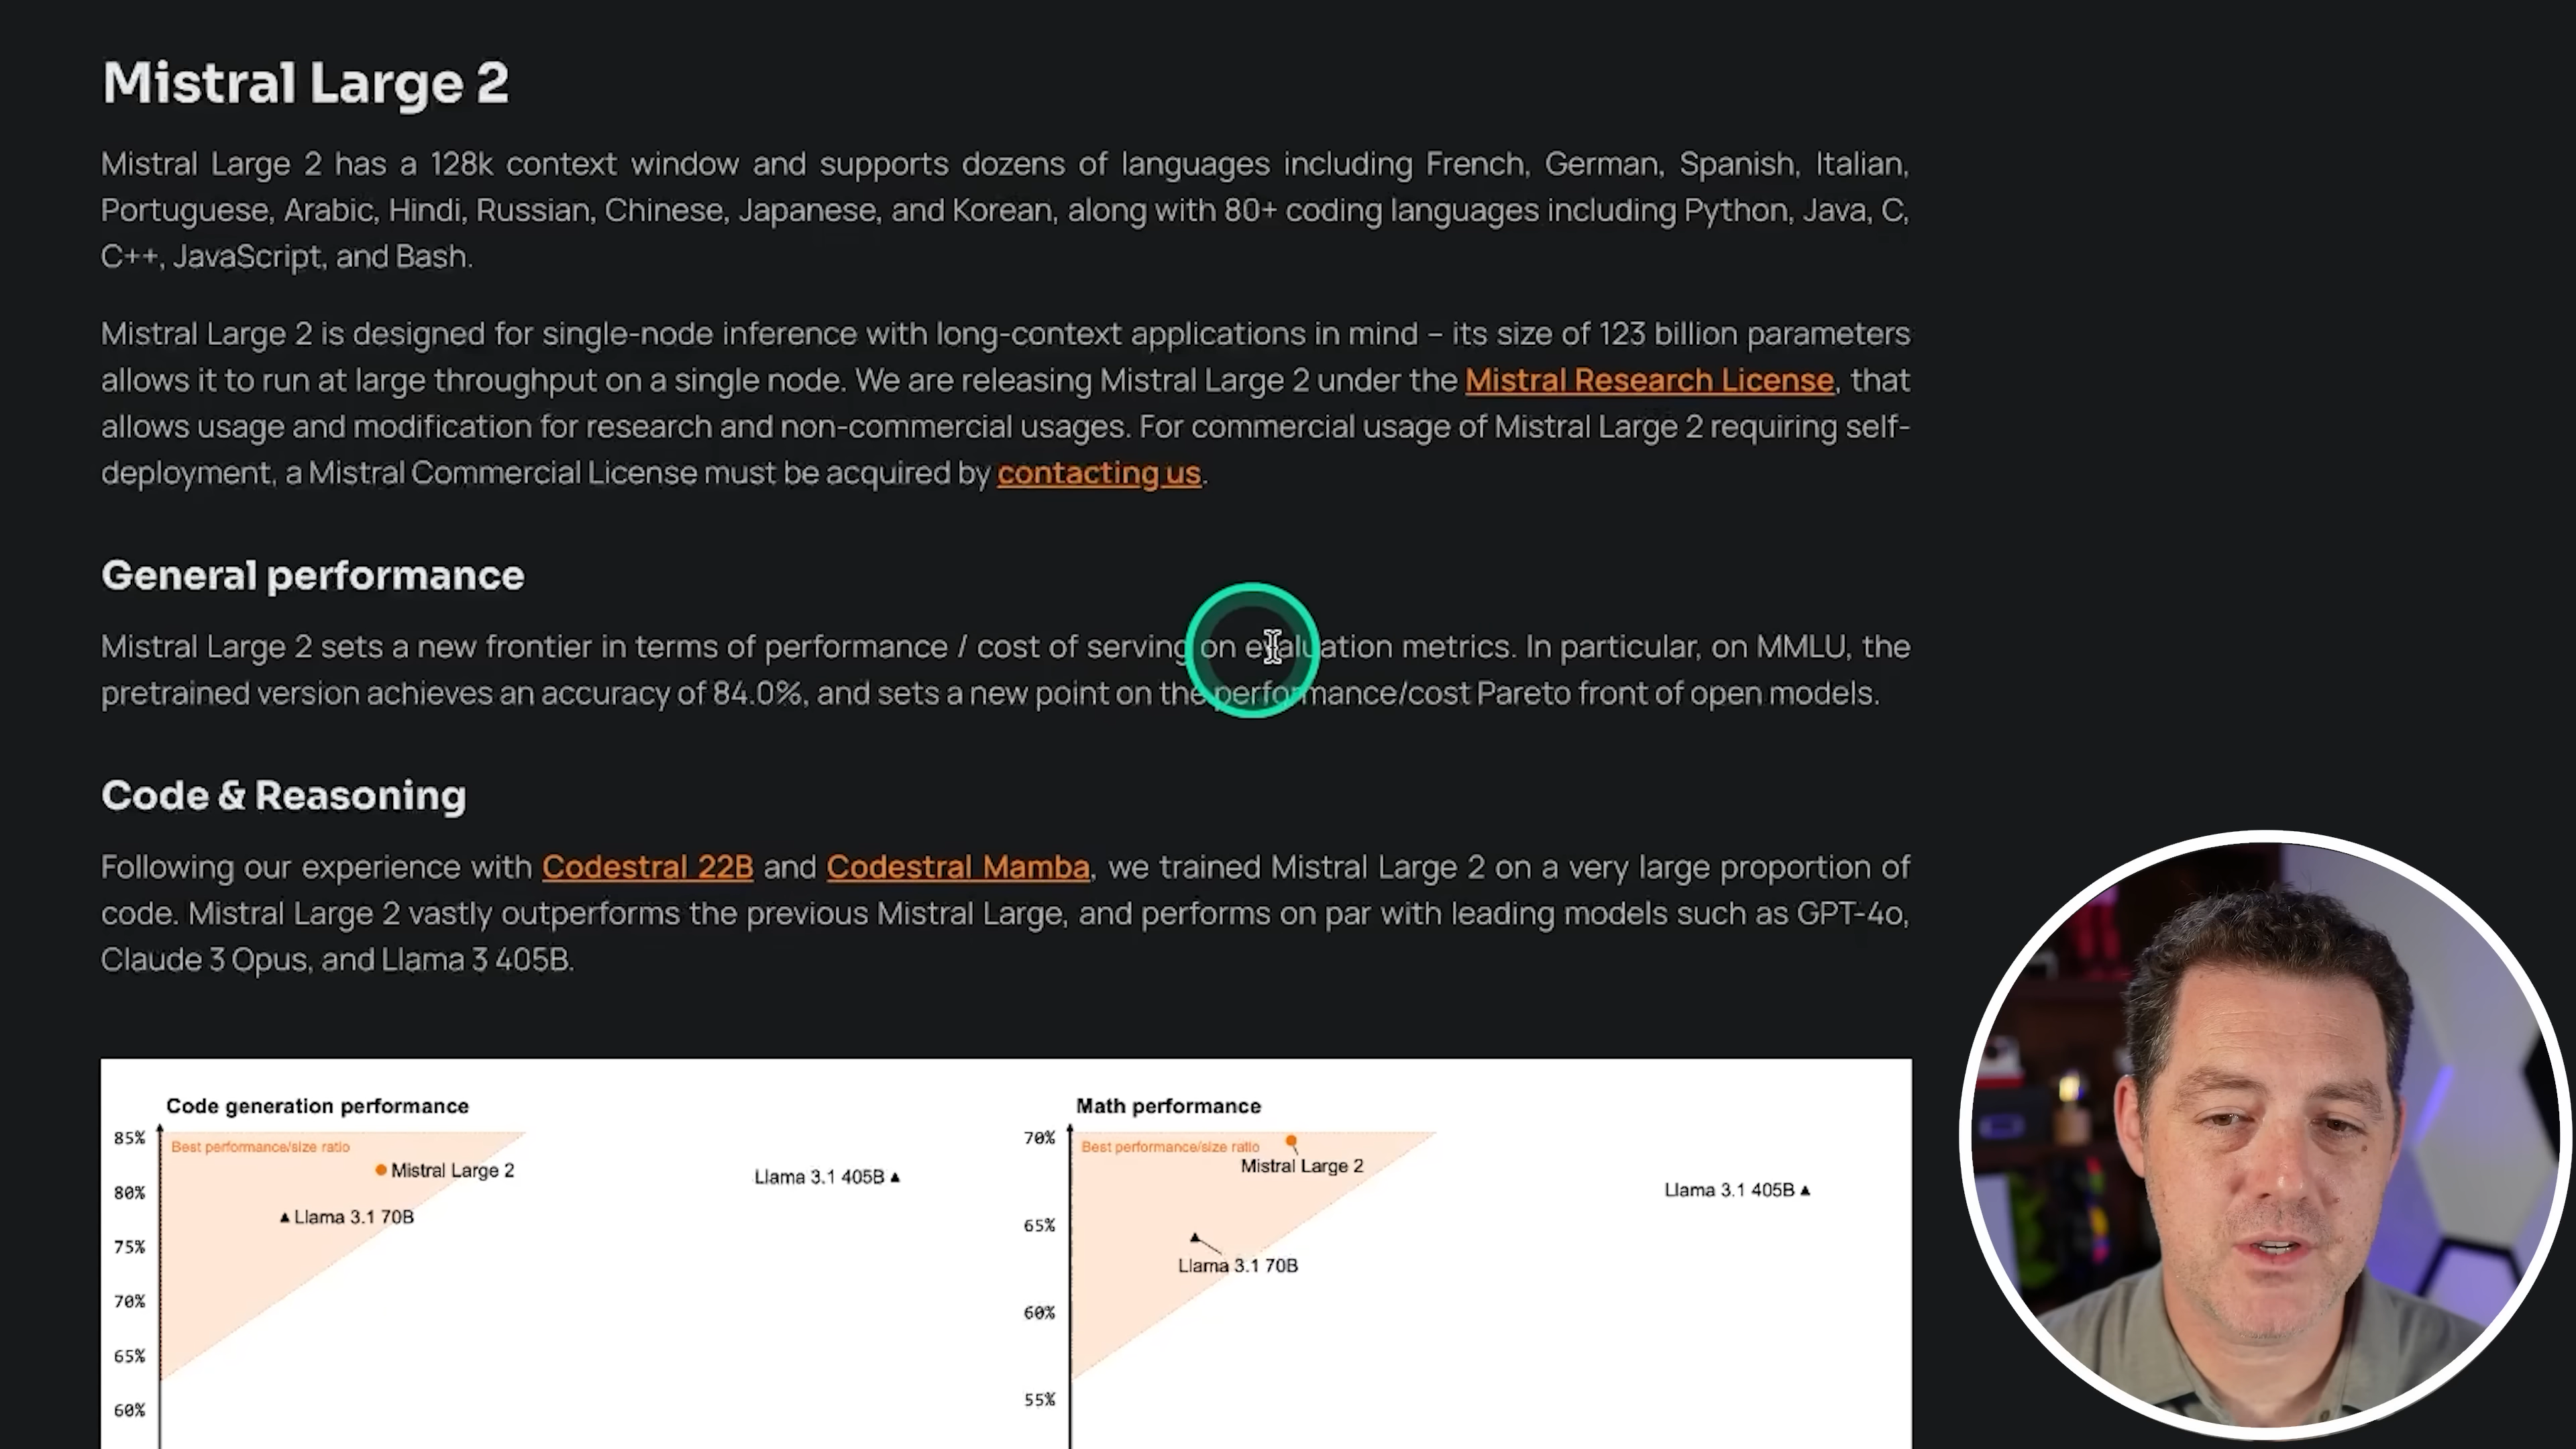 Mistral Large 2
Mistral Large 2 has a 128k context window and supports dozens of languages including French, German, Spanish, Italian,
Portuguese, Arabic, Hindi, Russian, Chinese, Japanese, and Korean, along with 80+ coding languages including Python, Java, C,
C++, JavaScript, and Bash.
Mistral Large 2 is designed for single-node inference with long-context applications in mind – its size of 123 billion parameters
allows it to run at large throughput on a single node. We are releasing Mistral Large 2 under the Mistral Research License, that
allows usage and modification for research and non-commercial usages. For commercial usage of Mistral Large 2 requiring self-
deployment, a Mistral Commercial License must be acquired by contacting us.
General performance
Mistral Large 2 sets a new frontier in terms of performance / cost of serving on evaluation metrics. In particular, on MMLU, the
pretrained version achieves an accuracy of 84.0%, and sets a new point on the performance/cost Pareto front of open models.
Code & Reasoning
Following our experience with Codestral 22B and Codestral Mamba, we trained Mistral Large 2 on a very large proportion of
code. Mistral Large 2 vastly outperforms the previous Mistral Large, and performs on par with leading models such as GPT-4o,
Claude 3 Opus, and Llama 3 405B.
Code generation performance
85%
Best performance/size ratio
Mistral Large 2
Llama 3.1 405B
80%
Llama 3.1 70B
75%
70%
65%
60%
Math performance
70%
Best performance/size ratio
Mistral Large 2
Llama 3.1 405B
65%
Llama 3.1 70B
60%
55%